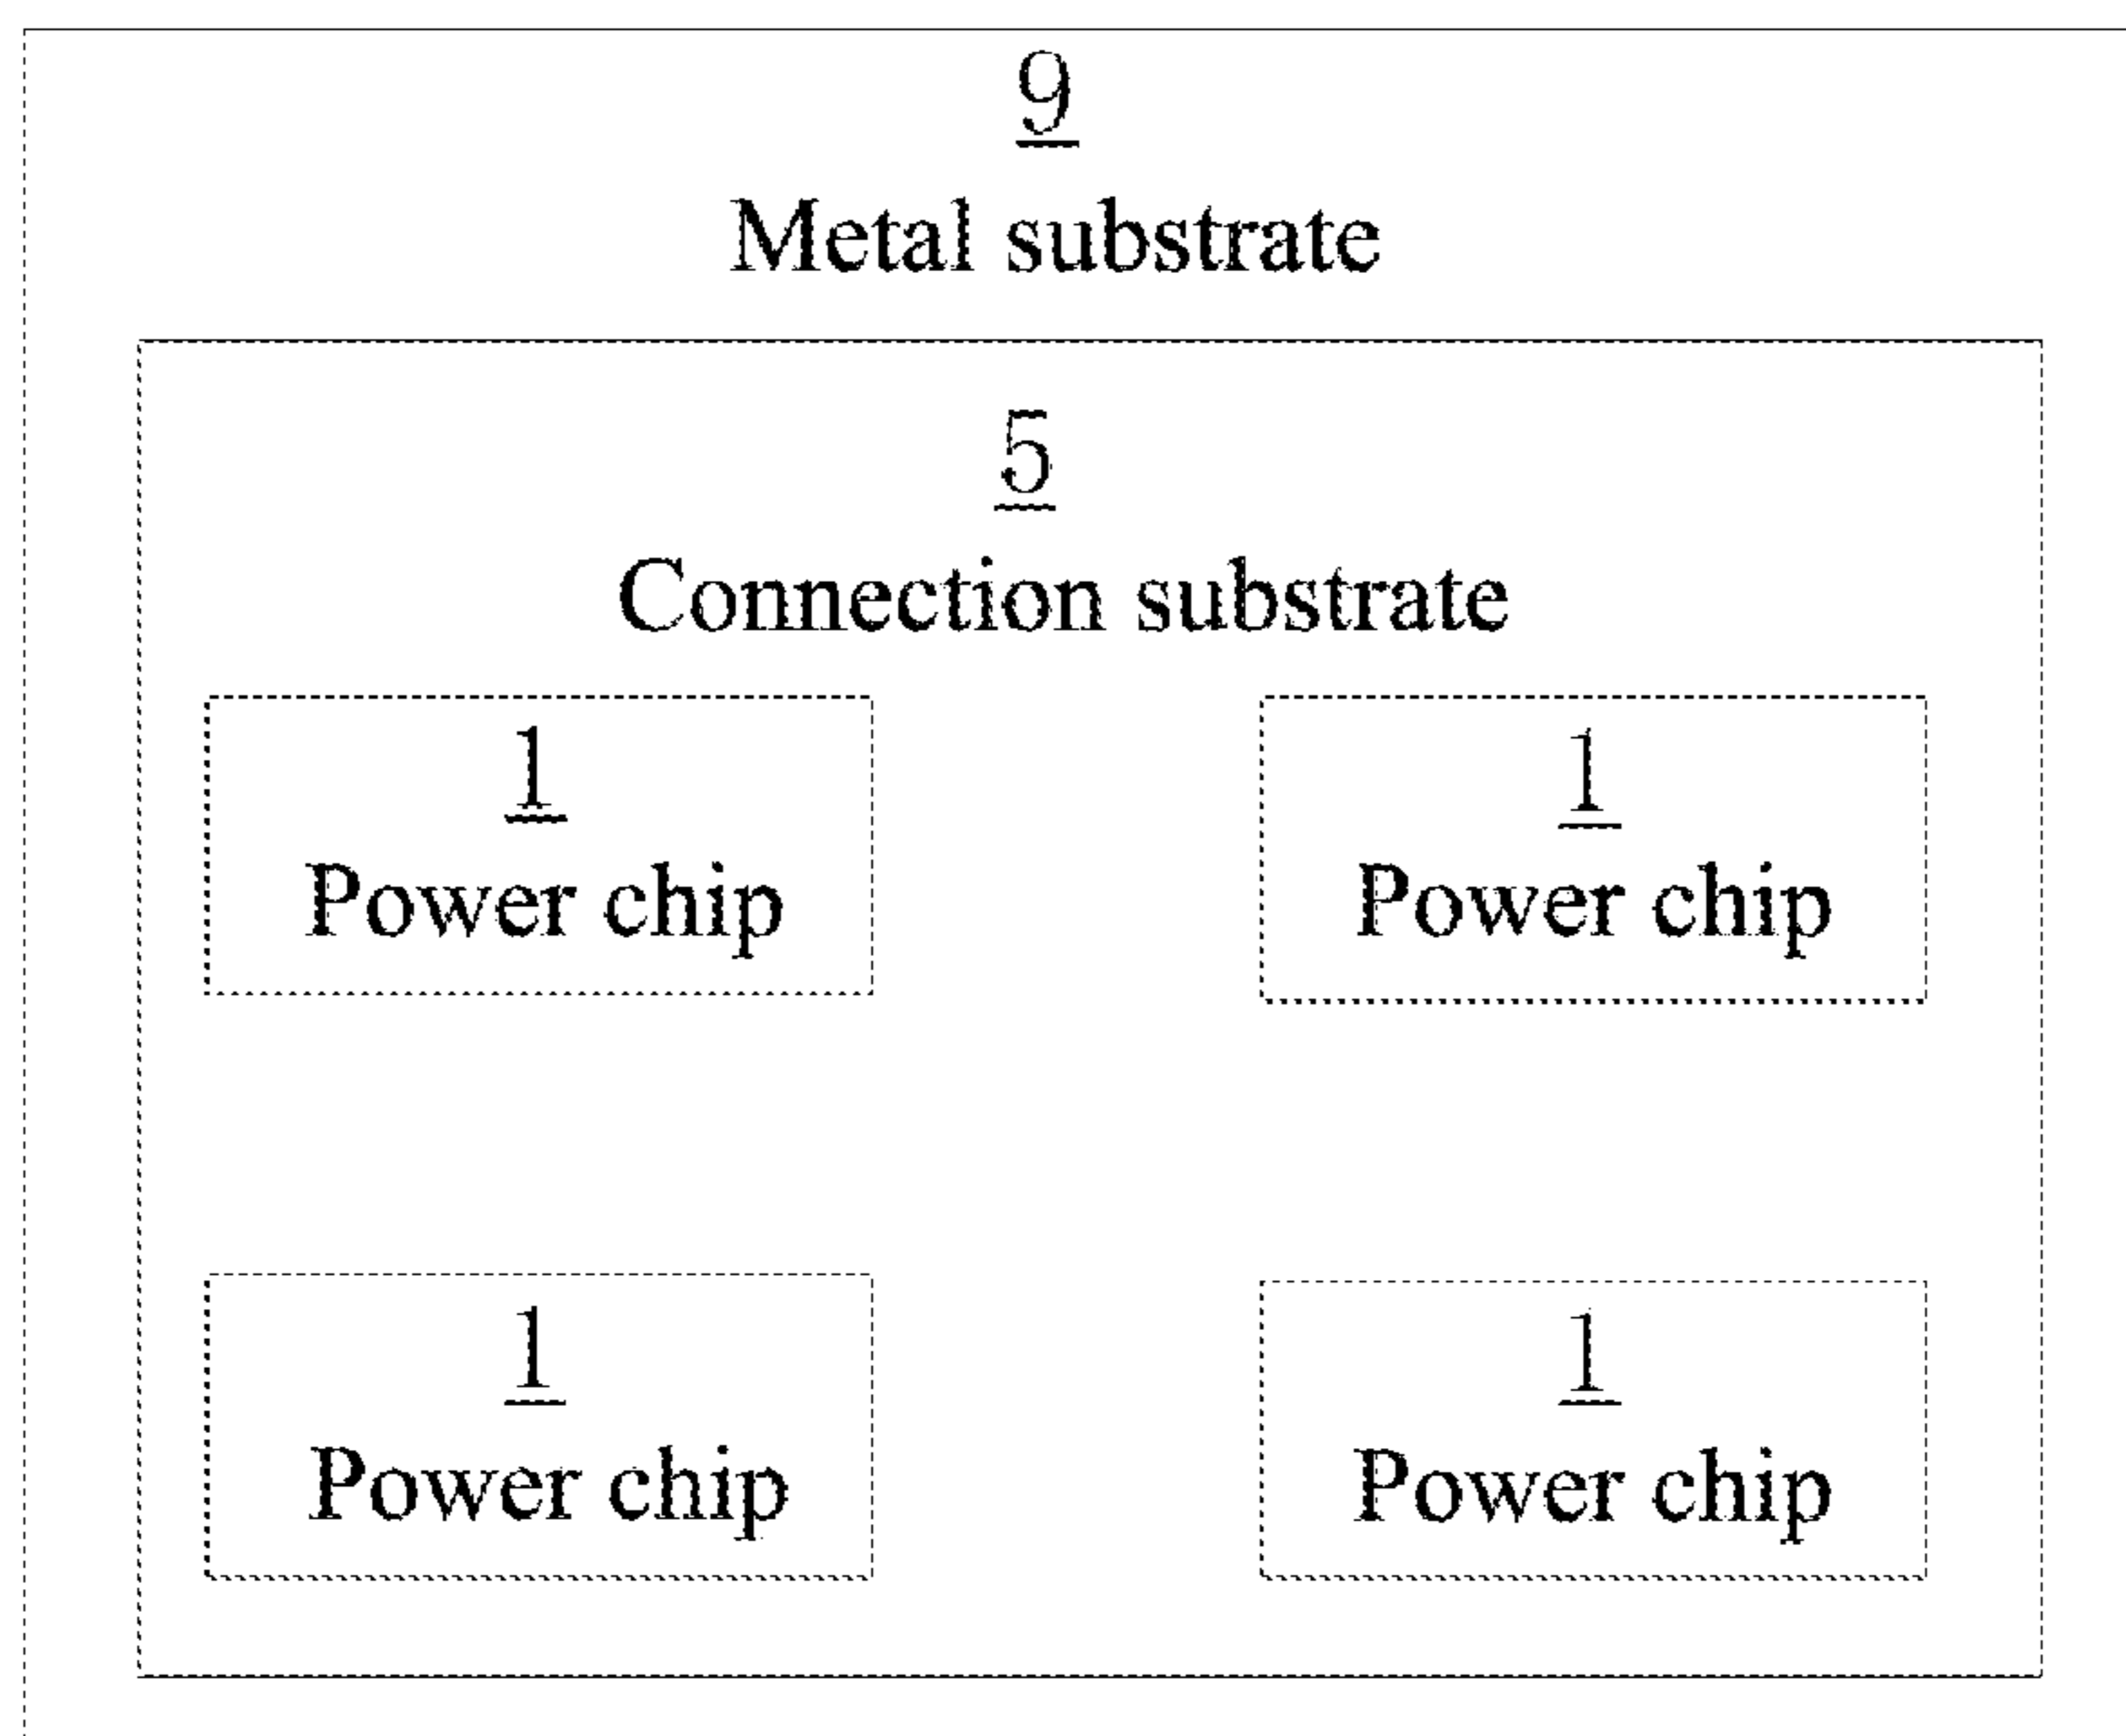 9
Metal substrate
5
Connection substrate
1
Power chip
1
Power chip
1
Power chip
1
Power chip